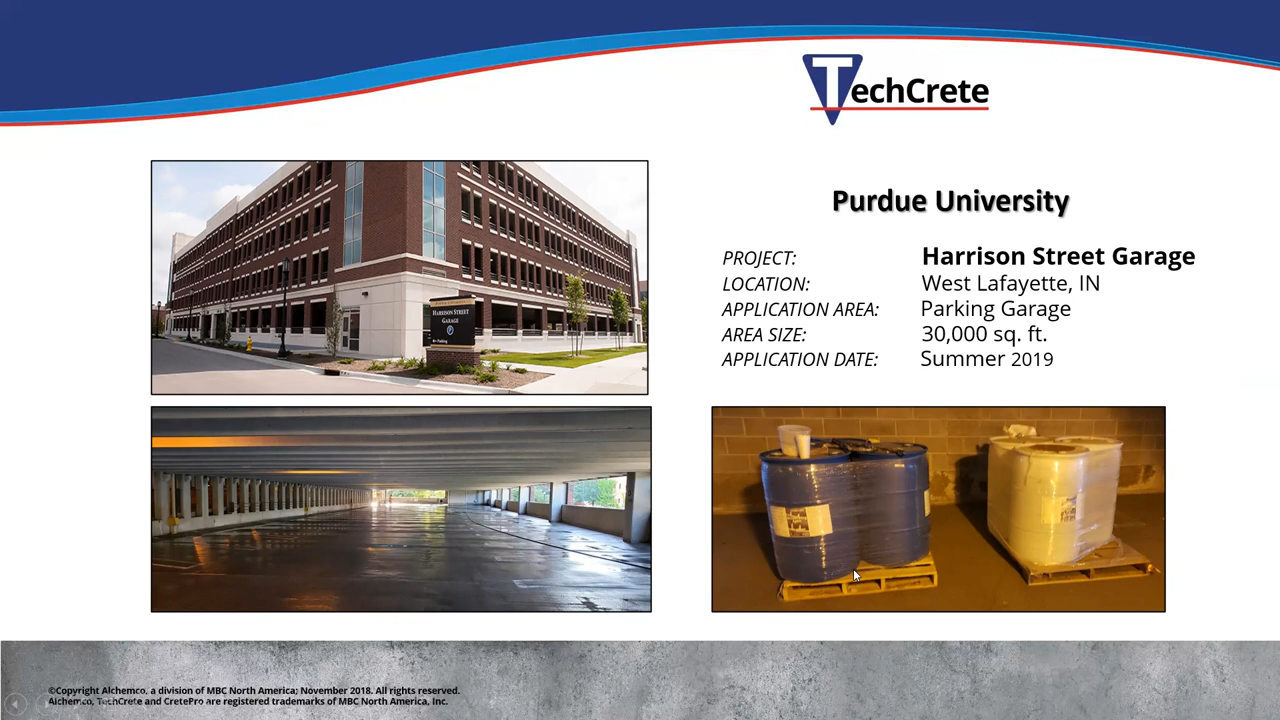 TechCrete
Purdue University
PROJECT: Harrison Street Garage
LOCATION: West Lafayette, IN
APPLICATION AREA: Parking Garage
AREA SIZE: 30,000 sq. ft.
APPLICATION DATE: Summer 2019
HARRISON STREET
GARAGE
©Copyright Alchemco. a division of MBC North America; November 2018. All rights reserved.
Alchemco, TechCrete and CretePro are registered trademarks of MBC North America, Inc.